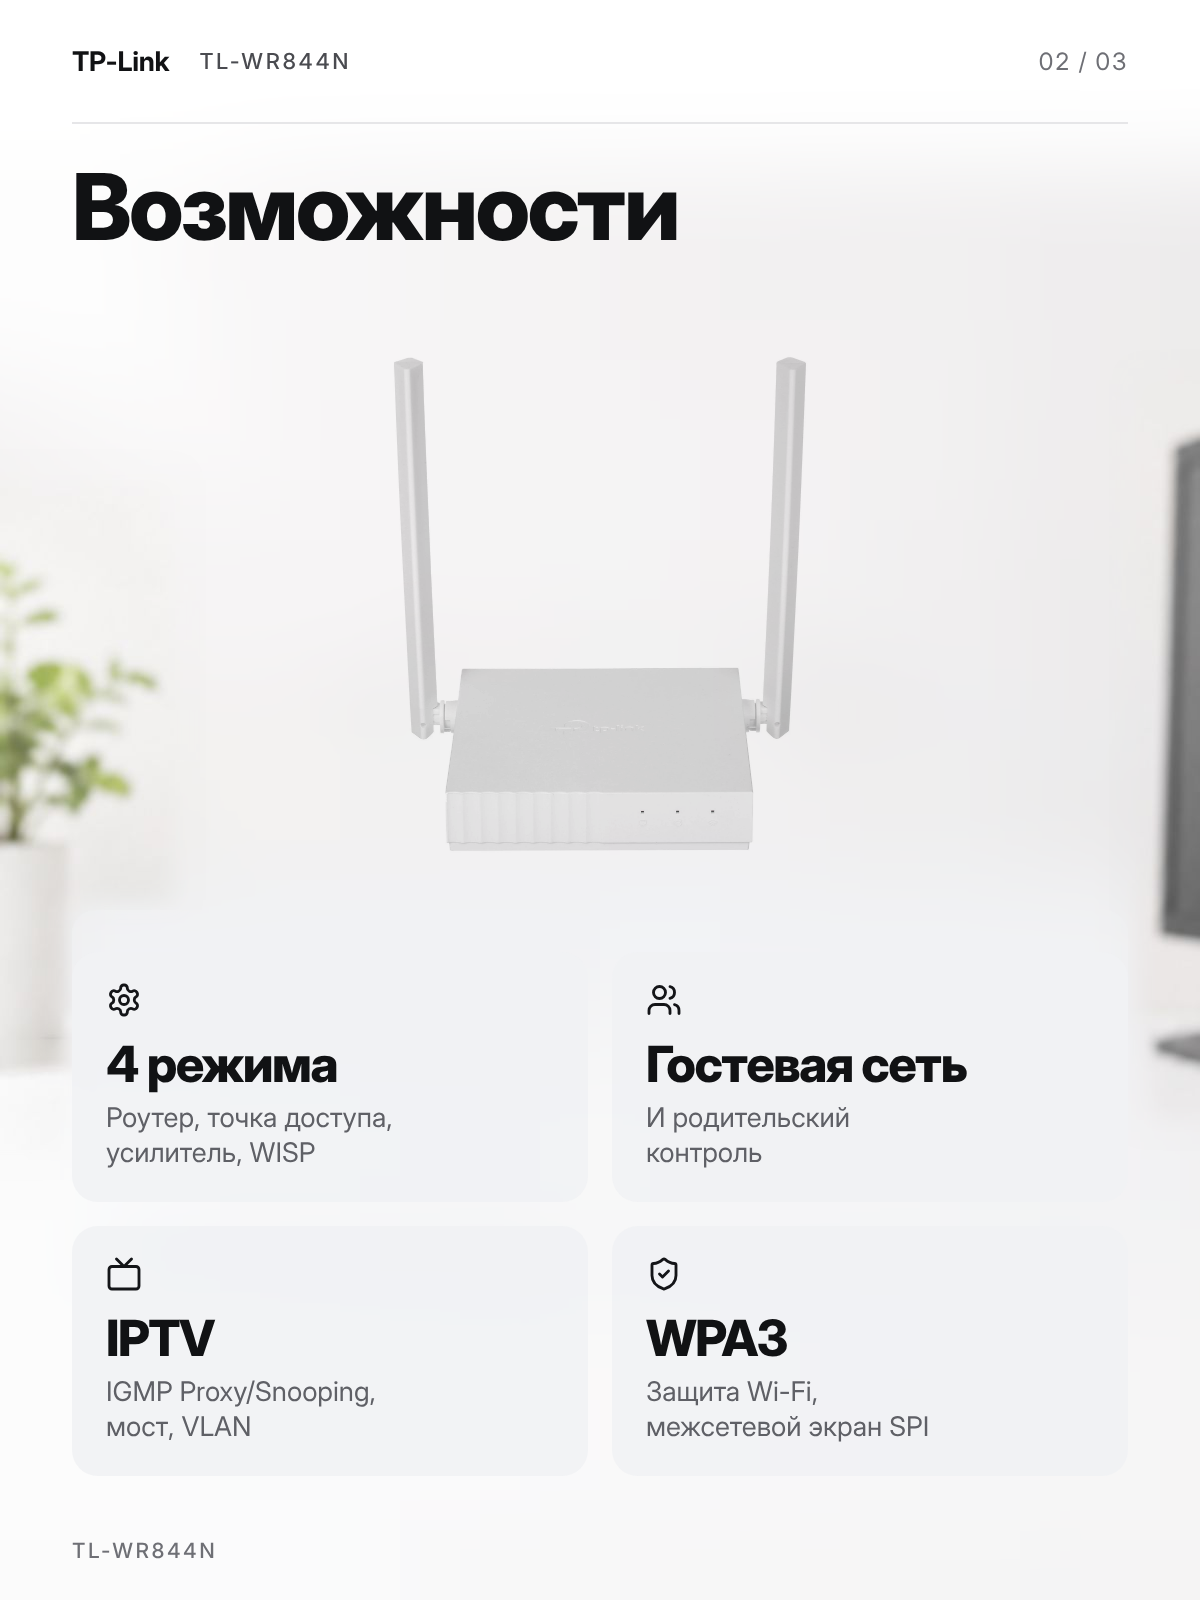 TP-Link TL-WR844N 02 / 03
Возможности
4 режима
Роутер, точка доступа,
усилитель, WISP
Гостевая сеть
И родительский
контроль
IPTV
IGMP Proxy/Snooping,
мост, VLAN
WPA3
Защита Wi-Fi,
межсетевой экран SPI
TL-WR844N